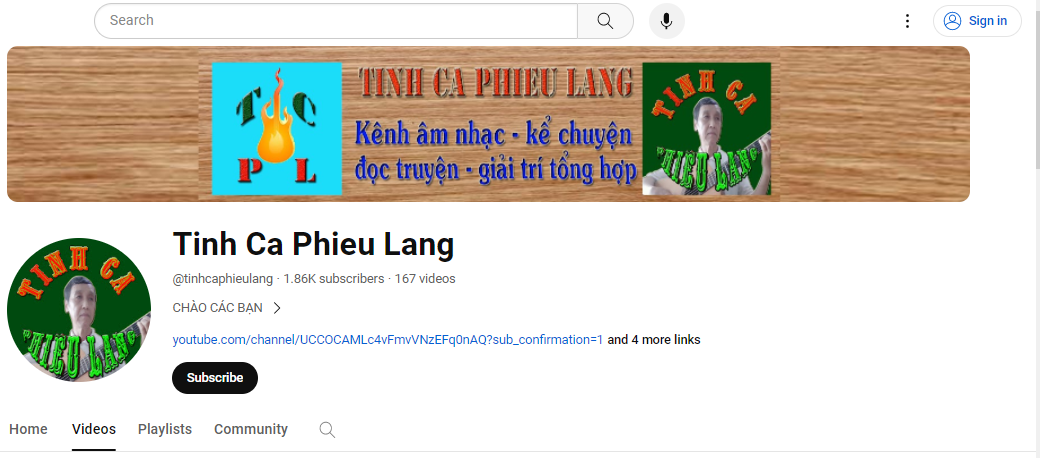 Search
Sign in
T C
P L
TINH CA PHIEU LANG
Kênh âm nhạc - kể chuyện
đọc truyện - giải trí tổng hợp
TINH CA
PHIÊU LANG
TINH CA
"PHIÊU LANG"
Tinh Ca Phieu Lang
@tinhcaphieulang · 1.86K subscribers · 167 videos
CHÀO CÁC BẠN
youtube.com/channel/UCCOCAMLc4vFmvVNzEFq0nAQ?sub_confirmation=1 and 4 more links
Subscribe
Home Videos Playlists Community